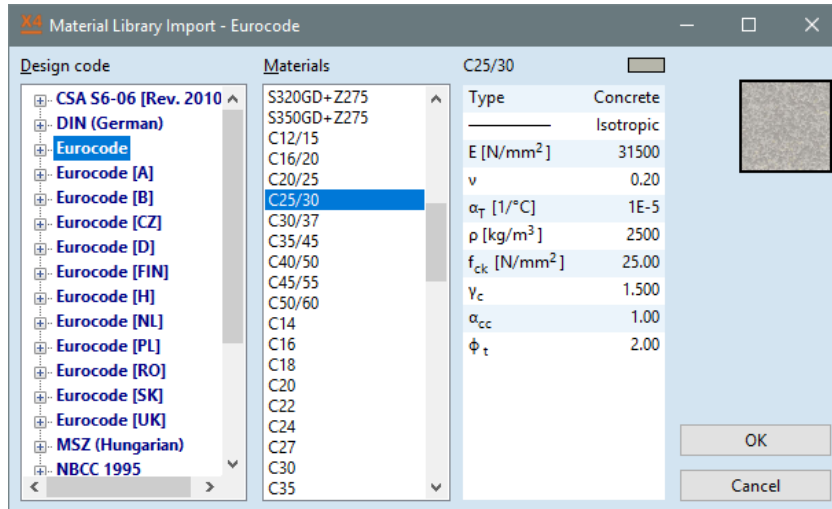 X4 Material Library Import - Eurocode
Design code
CSA S6-06 [Rev. 2010
DIN (German)
Eurocode
Eurocode [A]
Eurocode [B]
Eurocode [CZ]
Eurocode [D]
Eurocode [FIN]
Eurocode [H]
Eurocode [NL]
Eurocode [PL]
Eurocode [RO]
Eurocode [SK]
Eurocode [UK]
MSZ (Hungarian)
NBCC 1995
Materials
S320GD+Z275
S350GD+Z275
C12/15
C16/20
C20/25
C25/30
C30/37
C35/45
C40/50
C45/55
C50/60
C14
C16
C18
C20
C22
C24
C27
C30
C35
C25/30
Type Concrete
Isotropic
E [N/mm²] 31500
ν 0.20
α_T [1/°C] 1E-5
ρ [kg/m³] 2500
f_ck [N/mm²] 25.00
γ_c 1.500
α_cc 1.00
ϕ_t 2.00
OK
Cancel